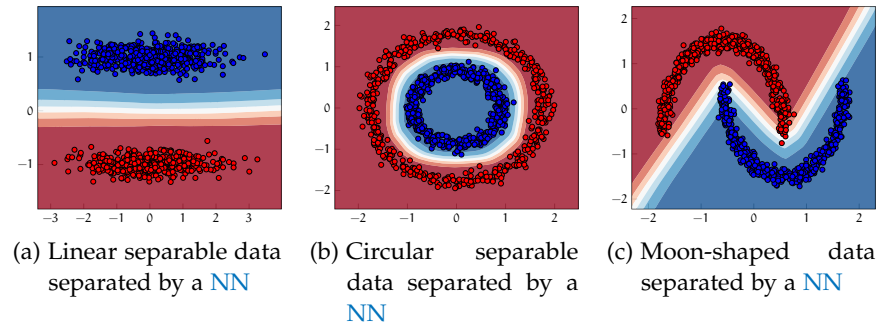 1
0
−1
−3 −2 −1 0 1 2 3
2
1
0
−1
−2
−2 −1 0 1 2
2
1
0
−1
−2
−2 −1 0 1 2
(a) Linear separable data
separated by a NN
(b) Circular separable
data separated by a
NN
(c) Moon-shaped data
separated by a NN